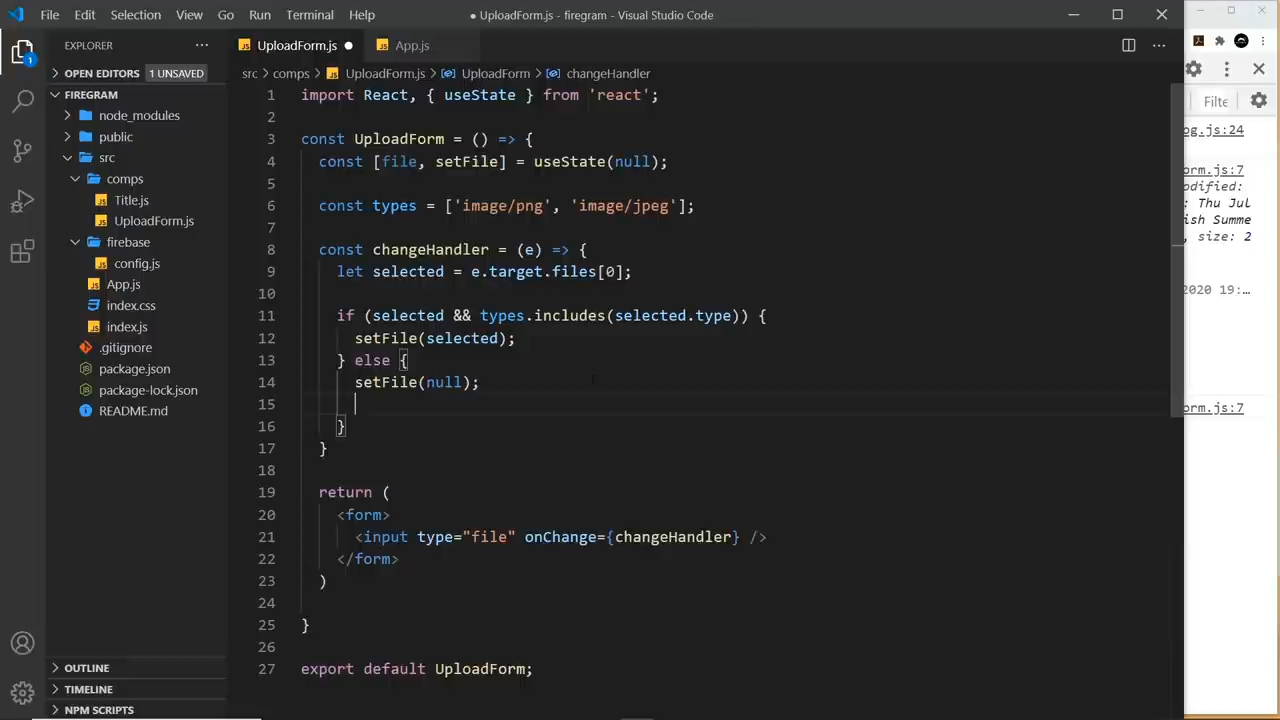 File Edit Selection View Go Run Terminal Help
● UploadForm.js - firegram - Visual Studio Code
EXPLORER
OPEN EDITORS 1 UNSAVED
FIREGRAM
node_modules
public
src
comps
Title.js
UploadForm.js
firebase
config.js
App.js
index.css
index.js
.gitignore
package.json
package-lock.json
README.md
OUTLINE
TIMELINE
NPM SCRIPTS
1
UploadForm.js ● App.js
src > comps > UploadForm.js > UploadForm > changeHandler
1 import React, { useState } from 'react';
2
3 const UploadForm = () => {
4 const [file, setFile] = useState(null);
5
6 const types = ['image/png', 'image/jpeg'];
7
8 const changeHandler = (e) => {
9 let selected = e.target.files[0];
10
11 if (selected && types.includes(selected.type)) {
12 setFile(selected);
13 } else {
14 setFile(null);
15
16 }
17 }
18
19 return (
20 <form>
21 <input type="file" onChange={changeHandler} />
22 </form>
23 )
24
25 }
26
27 export default UploadForm;
Filte
og.js:24
orm.js:7
odified:
: Thu Jul
ish Summe
, size: 2
2020 19:…
orm.js:7